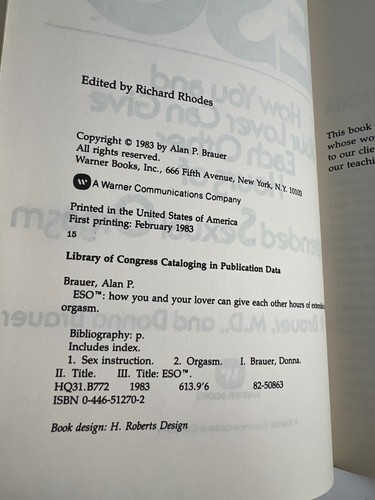 Edited by Richard Rhodes
Copyright © 1983 by Alan P. Brauer
All rights reserved.
Warner Books, Inc., 666 Fifth Avenue, New York, N.Y. 10103
A Warner Communications Company
Printed in the United States of America
First printing: February 1983
15
Library of Congress Cataloging in Publication Data
Brauer, Alan P.
ESO™: how you and your lover can give each other hours of
orgasm.
Bibliography: p.
Includes index.
1. Sex instruction. 2. Orgasm. I. Brauer, Donna.
II. Title. III. Title: ESO™.
HQ31.B772 1983 613.9'6 82-50863
ISBN 0-446-51270-2
Book design: H. Roberts Design
This book
whose wo
to our clie
our teachi